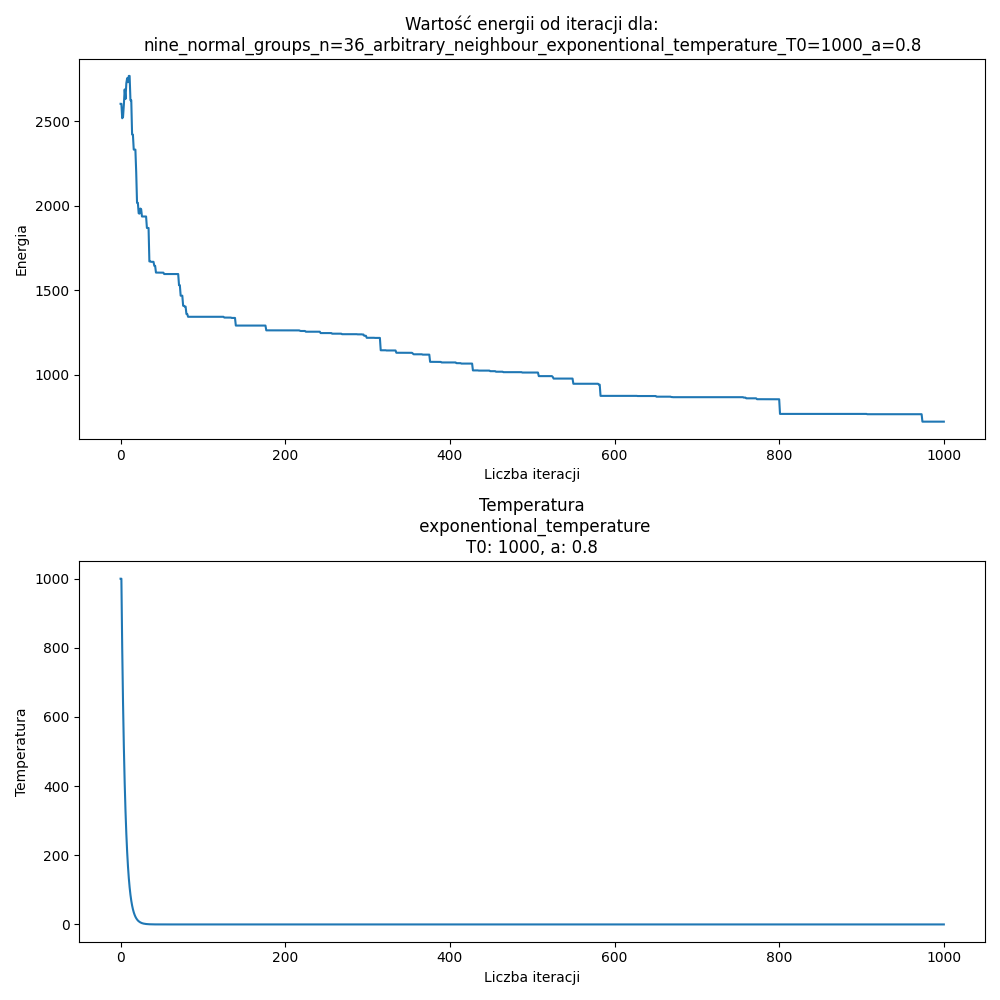 Wartość energii od iteracji dla:
nine_normal_groups_n=36_arbitrary_neighbour_exponentional_temperature_T0=1000_a=0.8
2500
2000
1500
1000
Energia
0 200 400 600 800 1000
Liczba iteracji
Temperatura
exponentional_temperature
T0: 1000, a: 0.8
1000
800
600
400
200
0
Temperatura
0 200 400 600 800 1000
Liczba iteracji